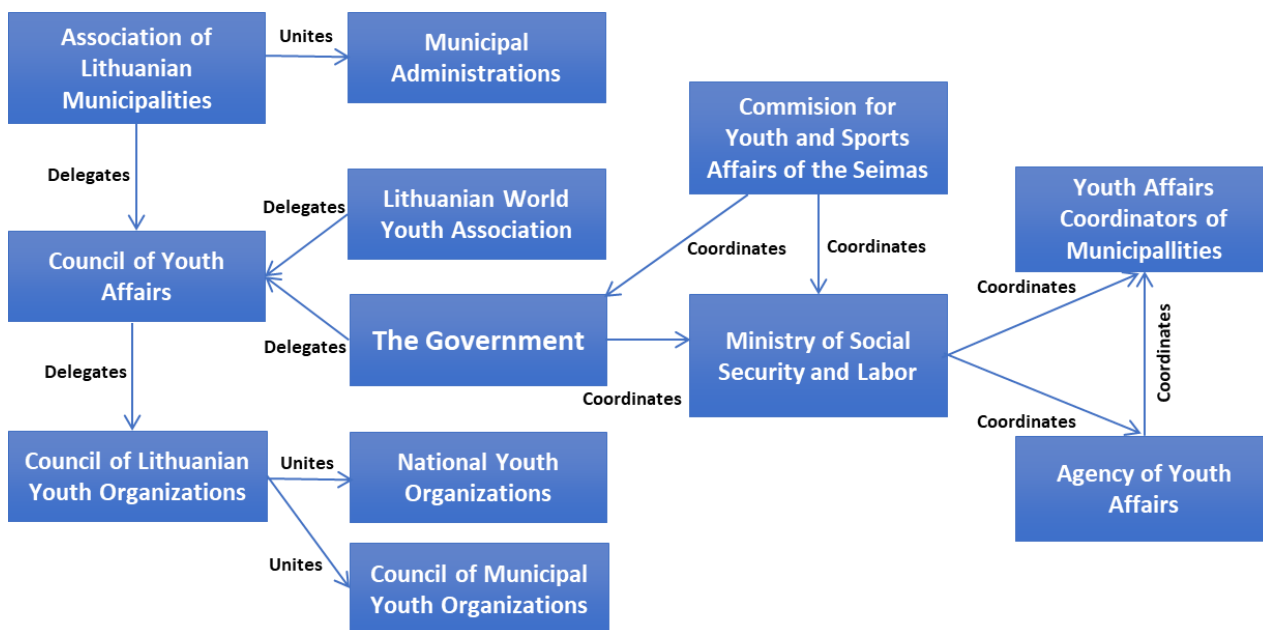 Association of
Lithuanian
Municipalities
Unites
Municipal
Administrations
Commision for
Youth and Sports
Affairs of the Seimas
Delegates
Lithuanian World
Youth Association
Delegates
Youth Affairs
Coordinators of
Municipallities
Council of Youth
Affairs
Coordinates
Coordinates
Coordinates
The Government
Delegates
Ministry of Social
Security and Labor
Coordinates
Delegates
Coordinates
Coordinates
Council of Lithuanian
Youth Organizations
Unites
National Youth
Organizations
Agency of Youth
Affairs
Unites
Council of Municipal
Youth Organizations